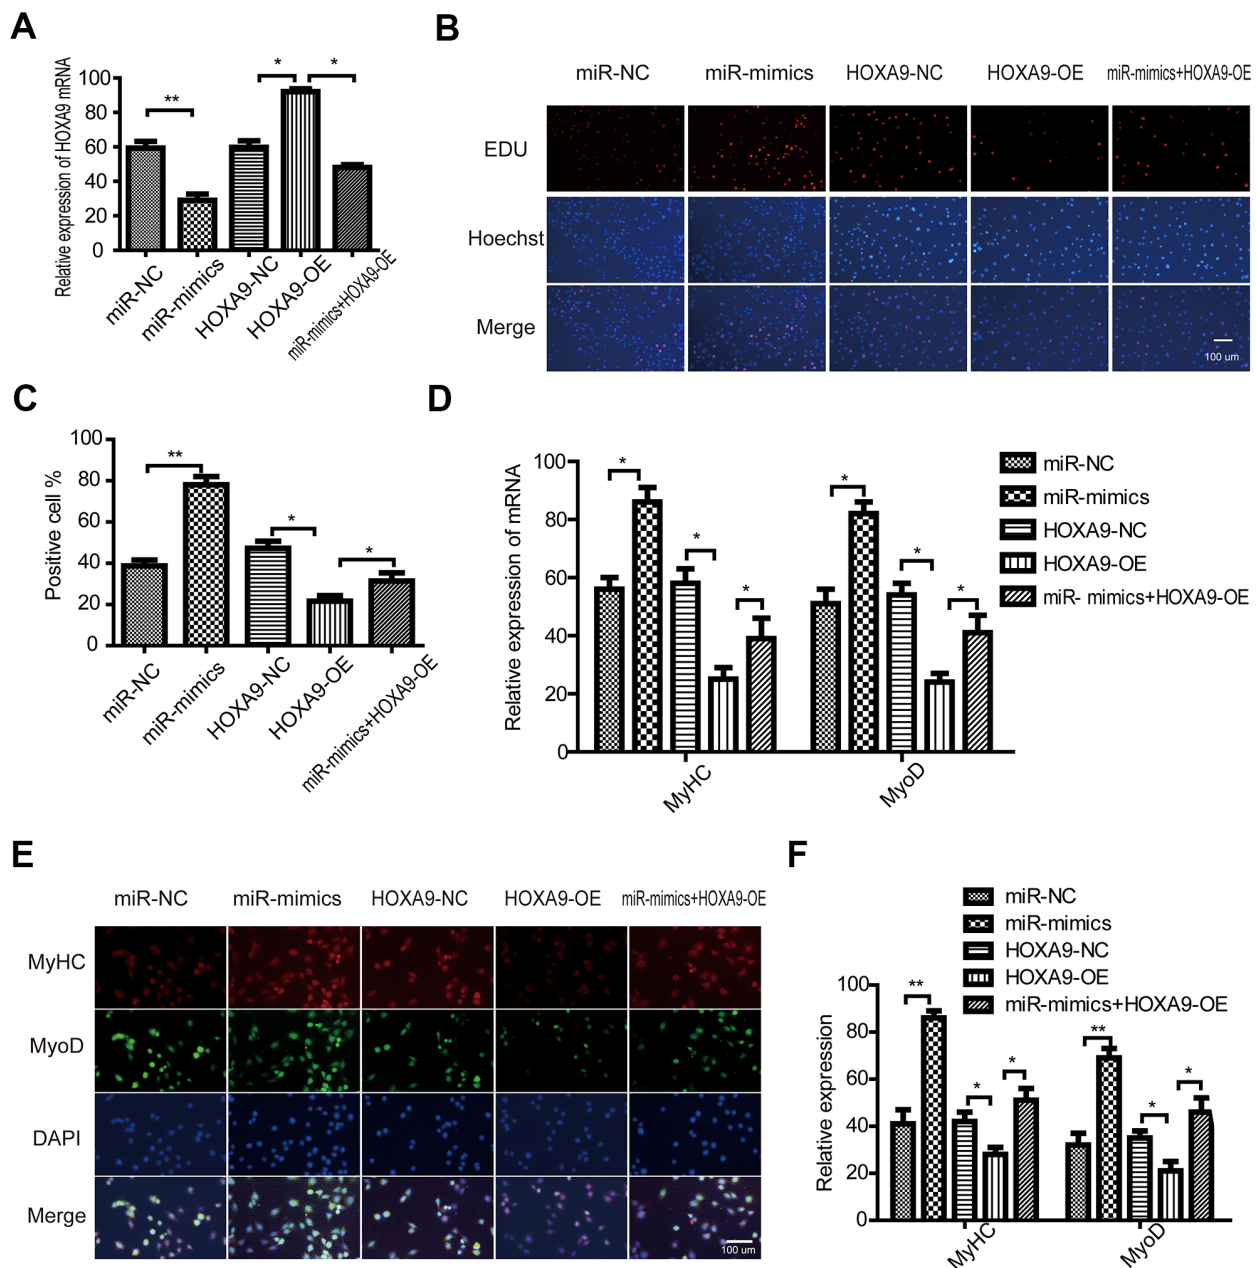 A
Relative expression of HOXA9 mRNA
100
80
60
40
20
0
**
*
*
miR-NC
miR-mimics
HOXA9-NC
HOXA9-OE
miR-mimics+HOXA9-OE
B
miR-NC
miR-mimics
HOXA9-NC
HOXA9-OE
miR-mimics+HOXA9-OE
EDU
Hoechst
Merge
100 um
C
Positive cell %
100
80
60
40
20
0
**
*
*
miR-NC
miR-mimics
HOXA9-NC
HOXA9-OE
miR-mimics+HOXA9-OE
D
Relative expression of mRNA
100
80
60
40
20
0
*
*
*
*
*
*
MyHC
MyoD
miR-NC
miR-mimics
HOXA9-NC
HOXA9-OE
miR- mimics+HOXA9-OE
E
miR-NC
miR-mimics
HOXA9-NC
HOXA9-OE
miR-mimics+HOXA9-OE
MyHC
MyoD
DAPI
Merge
100 um
F
miR-NC
miR-mimics
HOXA9-NC
HOXA9-OE
miR-mimics+HOXA9-OE
Relative expression
100
80
60
40
20
0
**
*
*
**
*
*
MyHC
MyoD